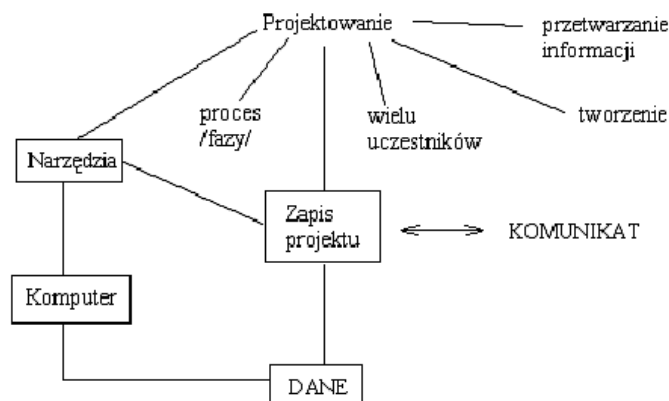 Projektowanie
przetwarzanie
informacji
proces
/fazy/
wielu
uczestników
tworzenie
Narzędzia
Zapis
projektu
KOMUNIKAT
Komputer
DANE